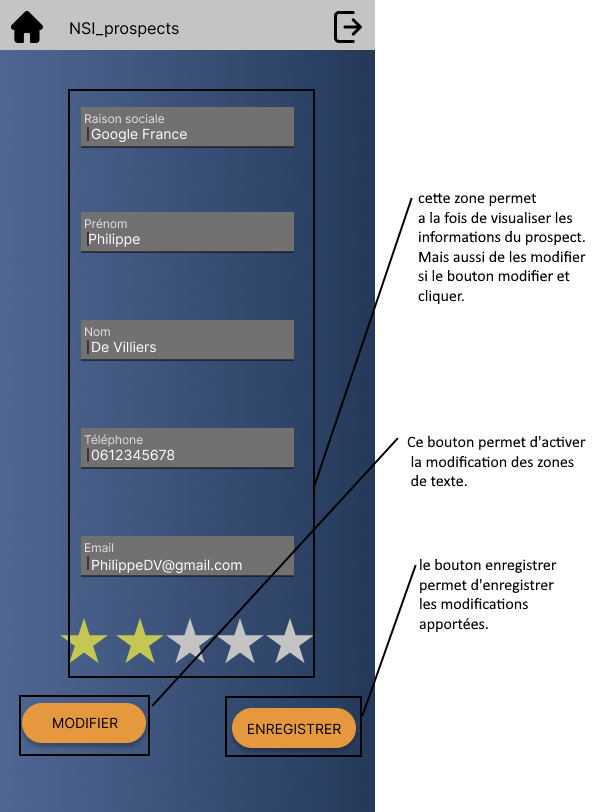 NSI_prospects
Raison sociale
Google France
Prénom
Philippe
Nom
De Villiers
Téléphone
0612345678
Email
PhilippeDV@gmail.com
MODIFIER
ENREGISTRER
cette zone permet
a la fois de visualiser les
informations du prospect.
Mais aussi de les modifier
si le bouton modifier et
cliquer.
Ce bouton permet d'activer
la modification des zones
de texte.
le bouton enregistrer
permet d'enregistrer
les modifications
apportées.